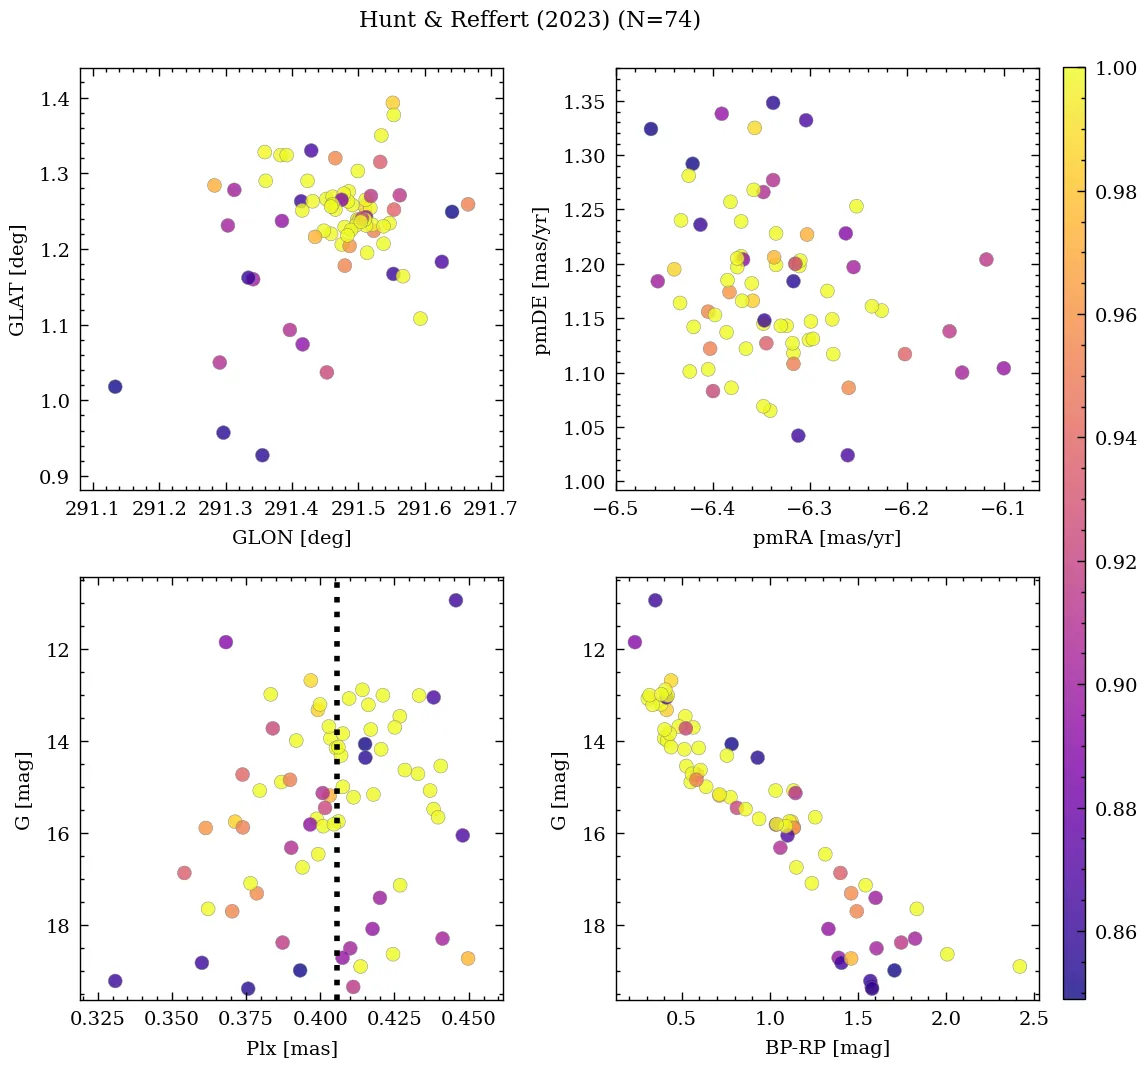 Hunt & Reffert (2023) (N=74)
1.4
1.3
1.2
1.1
1.0
0.9
GLAT [deg]
291.1 291.2 291.3 291.4 291.5 291.6 291.7
GLON [deg]
1.35
1.30
1.25
1.20
1.15
1.10
1.05
1.00
pmDE [mas/yr]
−6.5 −6.4 −6.3 −6.2 −6.1
pmRA [mas/yr]
12
14
16
18
G [mag]
0.325 0.350 0.375 0.400 0.425 0.450
Plx [mas]
12
14
16
18
G [mag]
0.5 1.0 1.5 2.0 2.5
BP-RP [mag]
1.00
0.98
0.96
0.94
0.92
0.90
0.88
0.86